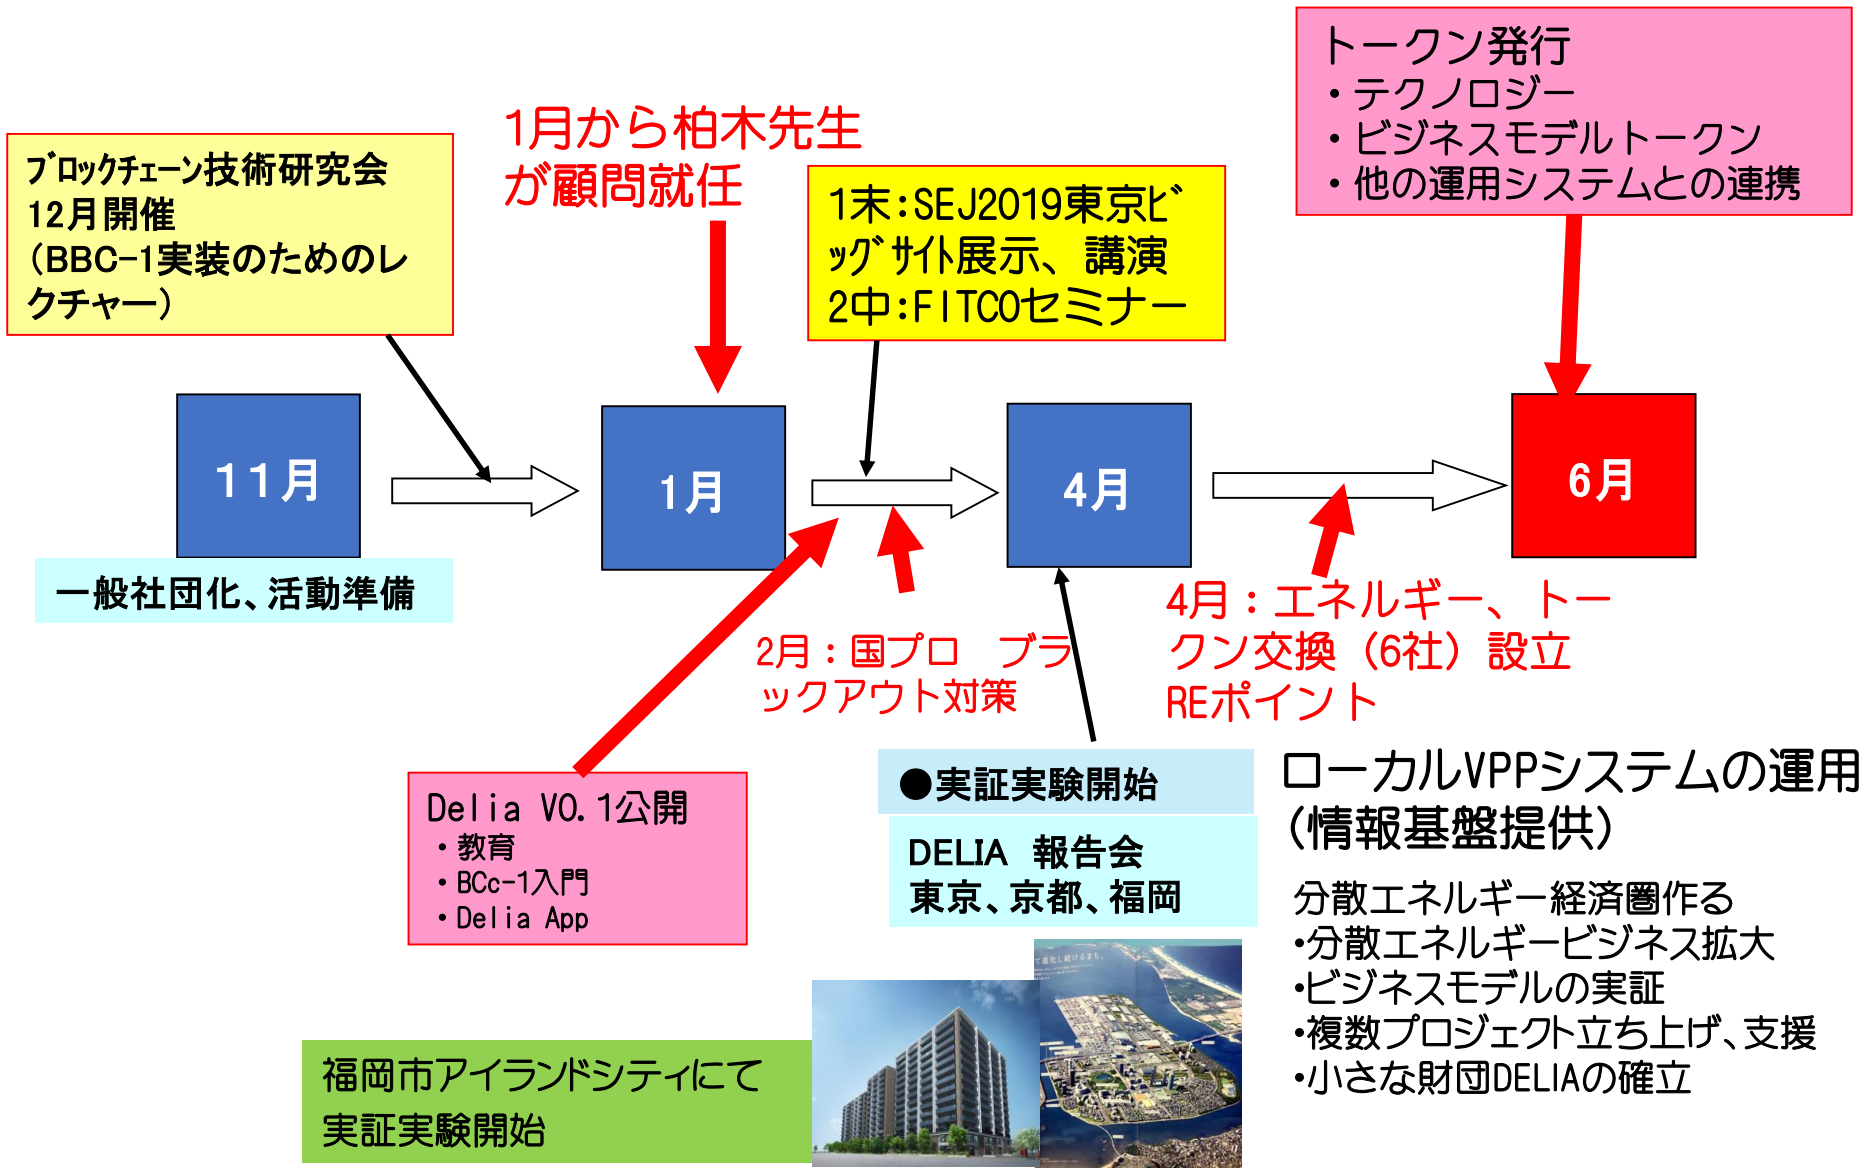 トークン発行
・テクノロジー
・ビジネスモデルトークン
・他の運用システムとの連携
1月から柏木先生
が顧問就任
ﾌﾞﾛｯｸﾁｪｰﾝ技術研究会
12月開催
（BBC-1実装のためのレ
クチャー）
1末:SEJ2019東京ﾋﾞ
ｯｸﾞｻｲﾄ展示、講演
2中:FITCOセミナー
11月
1月
4月
6月
一般社団化、活動準備
2月：国プロ　ブラ
ックアウト対策
4月：エネルギー、トー
クン交換（6社）設立
REポイント
Delia V0.1公開
・教育
・BCc-1入門
・Delia App
●実証実験開始
DELIA　報告会
東京、京都、福岡
ローカルVPPシステムの運用
(情報基盤提供)
分散エネルギー経済圏作る
•分散エネルギービジネス拡大
•ビジネスモデルの実証
•複数プロジェクト立ち上げ、支援
•小さな財団DELIAの確立
て進化し続けるまち。
福岡市アイランドシティにて
実証実験開始